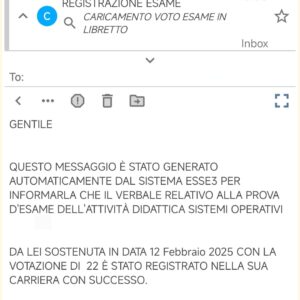 REGISTRAZIONE ESAME
C
CARICAMENTO VOTO ESAME IN
LIBRETTO
Inbox
To:
GENTILE
QUESTO MESSAGGIO È STATO GENERATO
AUTOMATICAMENTE DAL SISTEMA ESSE3 PER
INFORMARLA CHE IL VERBALE RELATIVO ALLA PROVA
D'ESAME DELL'ATTIVITÀ DIDATTICA SISTEMI OPERATIVI
DA LEI SOSTENUTA IN DATA 12 Febbraio 2025 CON LA
VOTAZIONE DI 22 È STATO REGISTRATO NELLA SUA
CARRIERA CON SUCCESSO.